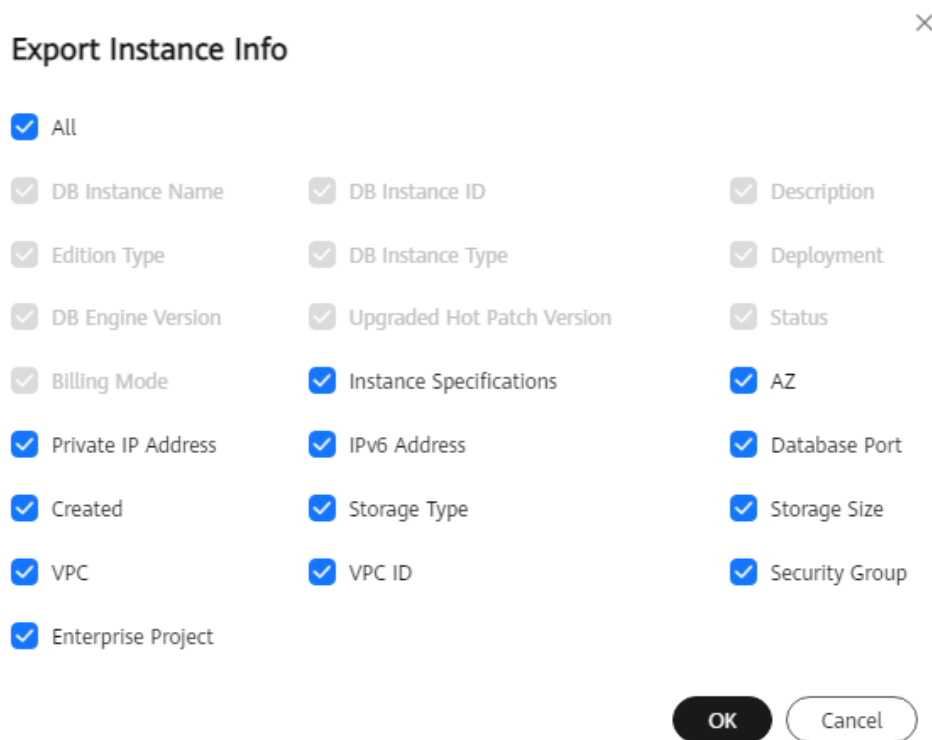 Export Instance Info
All
DB Instance Name DB Instance ID Description
Edition Type DB Instance Type Deployment
DB Engine Version Upgraded Hot Patch Version Status
Billing Mode Instance Specifications AZ
Private IP Address IPv6 Address Database Port
Created Storage Type Storage Size
VPC VPC ID Security Group
Enterprise Project
OK Cancel